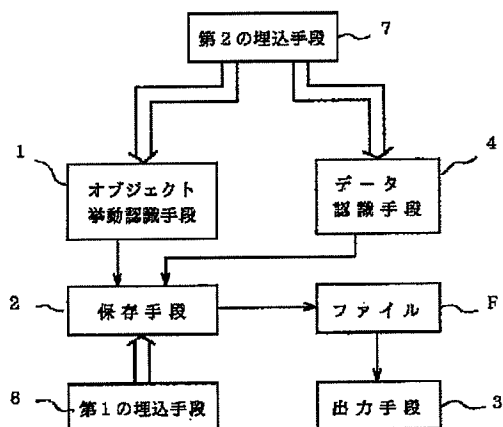 第2の埋込手段
7
1
オブジェクト
挙動認識手段
4
データ
認識手段
2
保存手段
ファイル
F
8
第1の埋込手段
出力手段
3